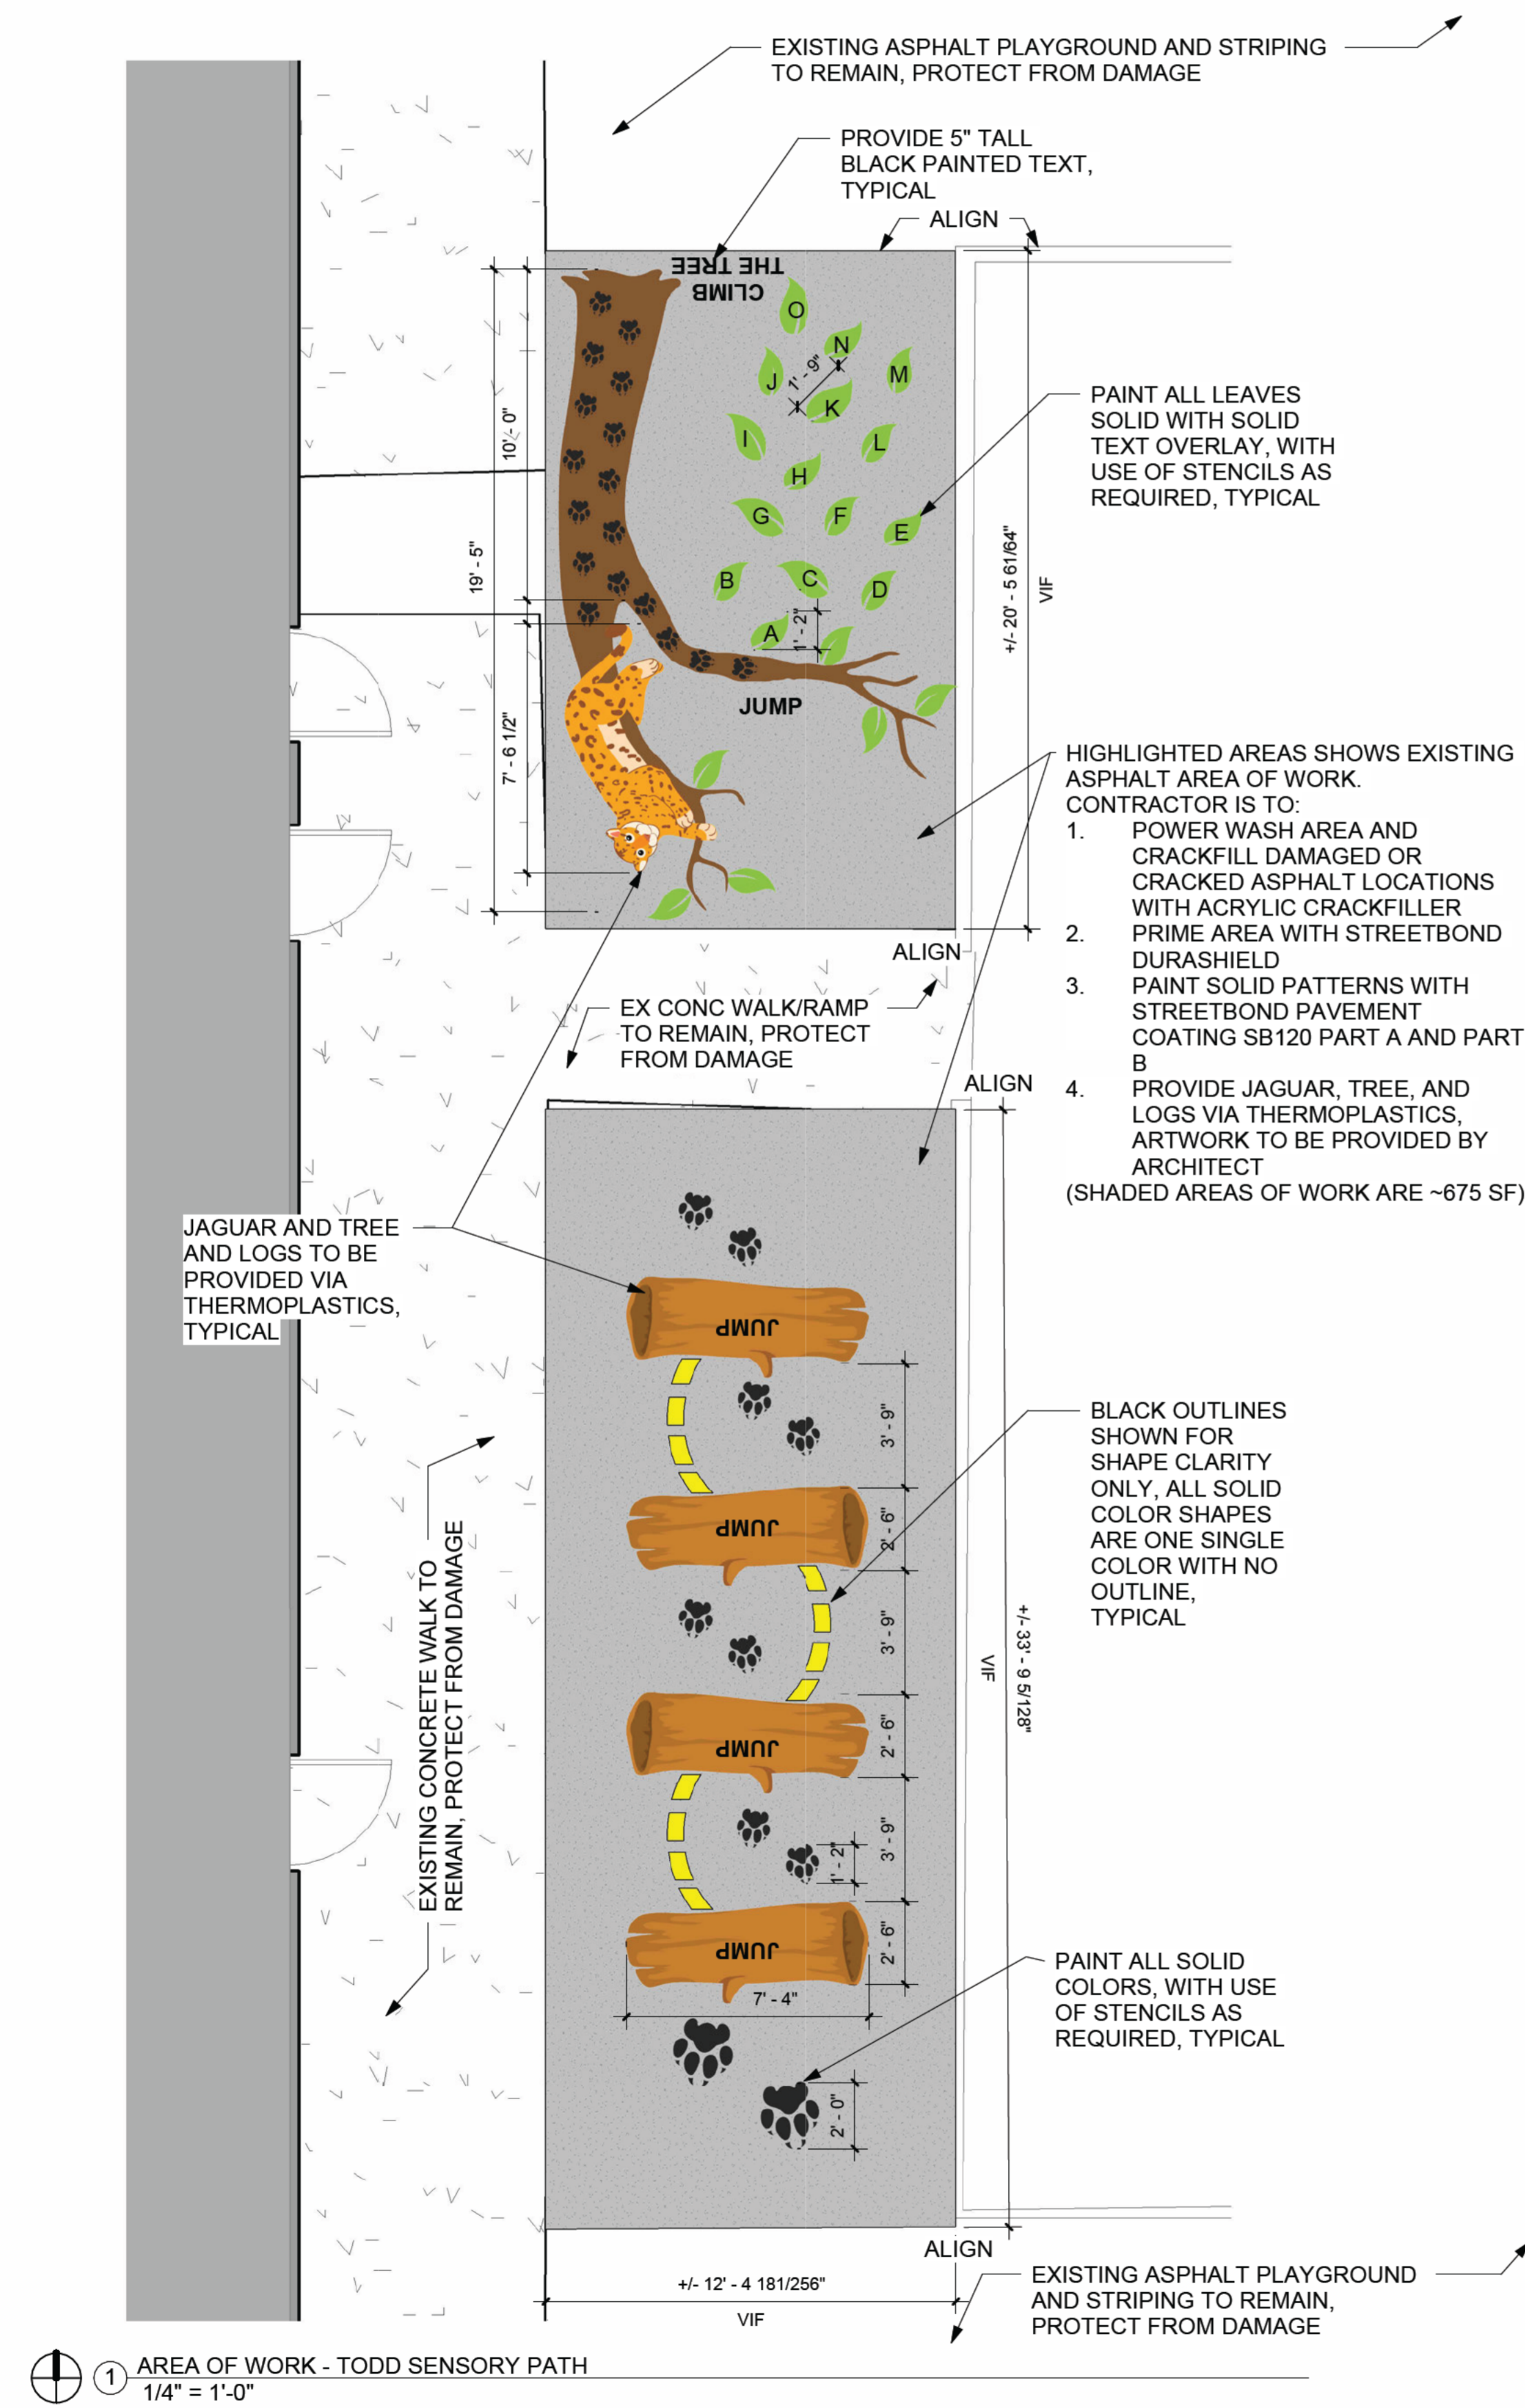 EXISTING ASPHALT PLAYGROUND AND STRIPING
TO REMAIN, PROTECT FROM DAMAGE
PROVIDE 5" TALL
BLACK PAINTED TEXT,
TYPICAL
ALIGN
THE TREE
CLIMB
O
N
J
1' - 9"
M
K
I
L
H
G
F
E
B
C
D
A
1' - 2"
JUMP
10' - 0"
19' - 5"
7' - 6 1/2"
+/- 20' - 5 61/64"
VIF
PAINT ALL LEAVES
SOLID WITH SOLID
TEXT OVERLAY, WITH
USE OF STENCILS AS
REQUIRED, TYPICAL
HIGHLIGHTED AREAS SHOWS EXISTING
ASPHALT AREA OF WORK.
CONTRACTOR IS TO:
1. POWER WASH AREA AND
CRACKFILL DAMAGED OR
CRACKED ASPHALT LOCATIONS
WITH ACRYLIC CRACKFILLER
2. PRIME AREA WITH STREETBOND
DURASHIELD
3. PAINT SOLID PATTERNS WITH
STREETBOND PAVEMENT
COATING SB120 PART A AND PART
B
4. PROVIDE JAGUAR, TREE, AND
LOGS VIA THERMOPLASTICS,
ARTWORK TO BE PROVIDED BY
ARCHITECT
(SHADED AREAS OF WORK ARE ~675 SF)
ALIGN
EX CONC WALK/RAMP
TO REMAIN, PROTECT
FROM DAMAGE
ALIGN
JAGUAR AND TREE
AND LOGS TO BE
PROVIDED VIA
THERMOPLASTICS,
TYPICAL
JUMP
3' - 9"
JUMP
2' - 6"
3' - 9"
JUMP
2' - 6"
3' - 9"
1' - 2"
JUMP
2' - 6"
7' - 4"
2' - 0"
BLACK OUTLINES
SHOWN FOR
SHAPE CLARITY
ONLY, ALL SOLID
COLOR SHAPES
ARE ONE SINGLE
COLOR WITH NO
OUTLINE,
TYPICAL
+/- 33' - 9 5/128"
VIF
EXISTING CONCRETE WALK TO
REMAIN, PROTECT FROM DAMAGE
PAINT ALL SOLID
COLORS, WITH USE
OF STENCILS AS
REQUIRED, TYPICAL
ALIGN
+/- 12' - 4 181/256"
VIF
EXISTING ASPHALT PLAYGROUND
AND STRIPING TO REMAIN,
PROTECT FROM DAMAGE
1 AREA OF WORK - TODD SENSORY PATH
1/4" = 1'-0"